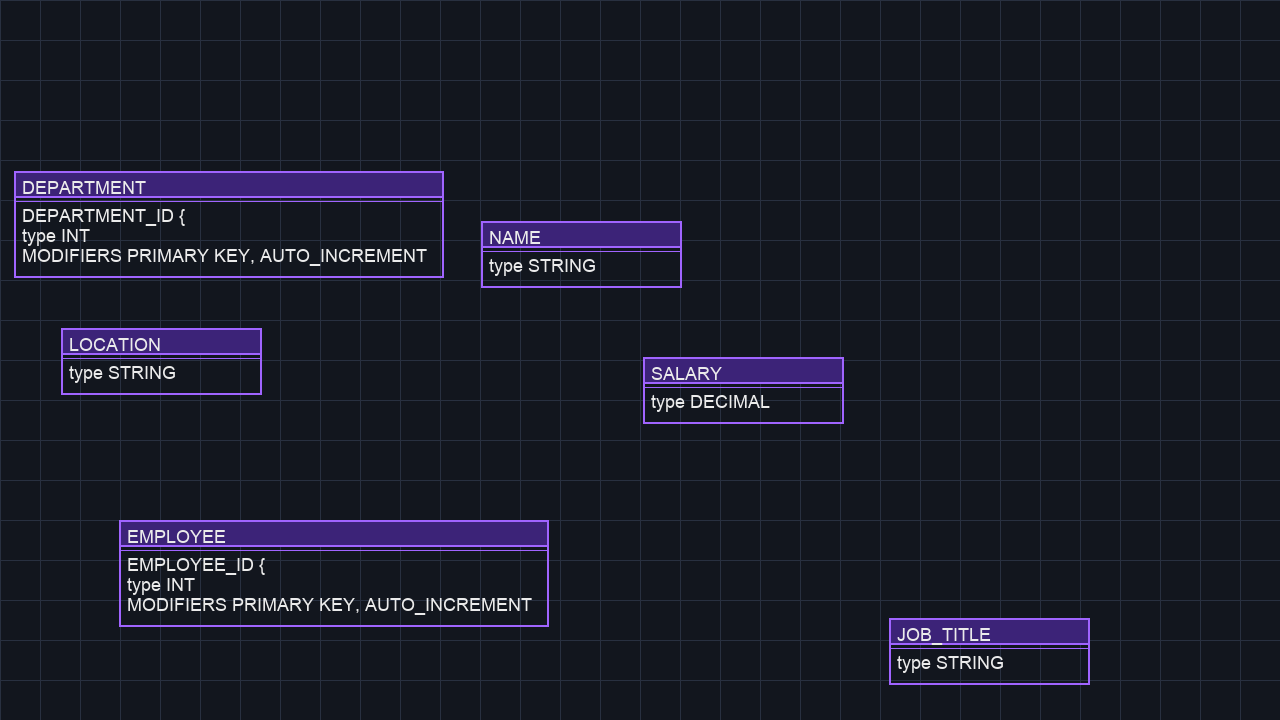 DEPARTMENT
DEPARTMENT_ID {
type INT
MODIFIERS PRIMARY KEY, AUTO_INCREMENT
NAME
type STRING
LOCATION
type STRING
SALARY
type DECIMAL
EMPLOYEE
EMPLOYEE_ID {
type INT
MODIFIERS PRIMARY KEY, AUTO_INCREMENT
JOB_TITLE
type STRING